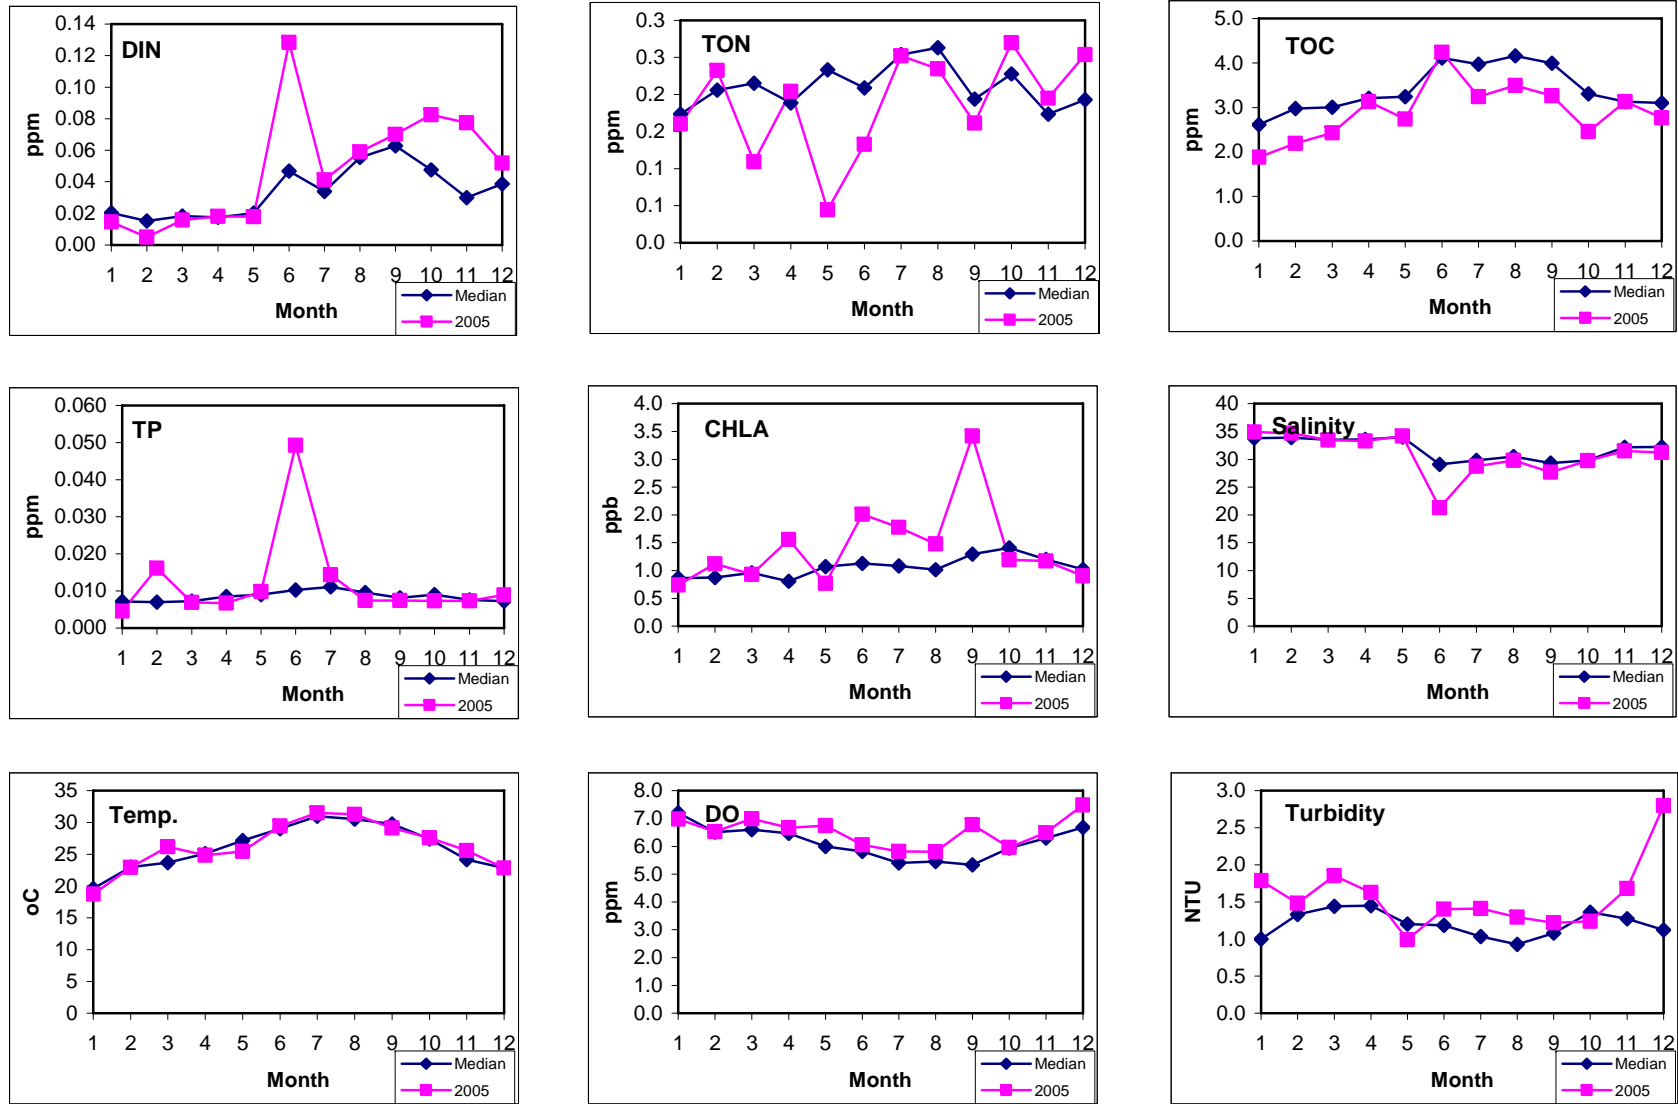 DIN
ppm
0.14
0.12
0.10
0.08
0.06
0.04
0.02
0.00
1 2 3 4 5 6 7 8 9 10 11 12
Month
Median
2005
TON
ppm
0.3
0.3
0.2
0.2
0.1
0.1
0.0
1 2 3 4 5 6 7 8 9 10 11 12
Month
Median
2005
TOC
ppm
5.0
4.0
3.0
2.0
1.0
0.0
1 2 3 4 5 6 7 8 9 10 11 12
Month
Median
2005
TP
ppm
0.060
0.050
0.040
0.030
0.020
0.010
0.000
1 2 3 4 5 6 7 8 9 10 11 12
Month
Median
2005
CHLA
ppb
4.0
3.5
3.0
2.5
2.0
1.5
1.0
0.5
0.0
1 2 3 4 5 6 7 8 9 10 11 12
Month
Median
2005
Salinity
40
35
30
25
20
15
10
5
0
1 2 3 4 5 6 7 8 9 10 11 12
Month
Median
2005
Temp.
oC
35
30
25
20
15
10
5
0
1 2 3 4 5 6 7 8 9 10 11 12
Month
Median
2005
DO
ppm
8.0
7.0
6.0
5.0
4.0
3.0
2.0
1.0
0.0
1 2 3 4 5 6 7 8 9 10 11 12
Month
Median
2005
Turbidity
NTU
3.0
2.5
2.0
1.5
1.0
0.5
0.0
1 2 3 4 5 6 7 8 9 10 11 12
Month
Median
2005